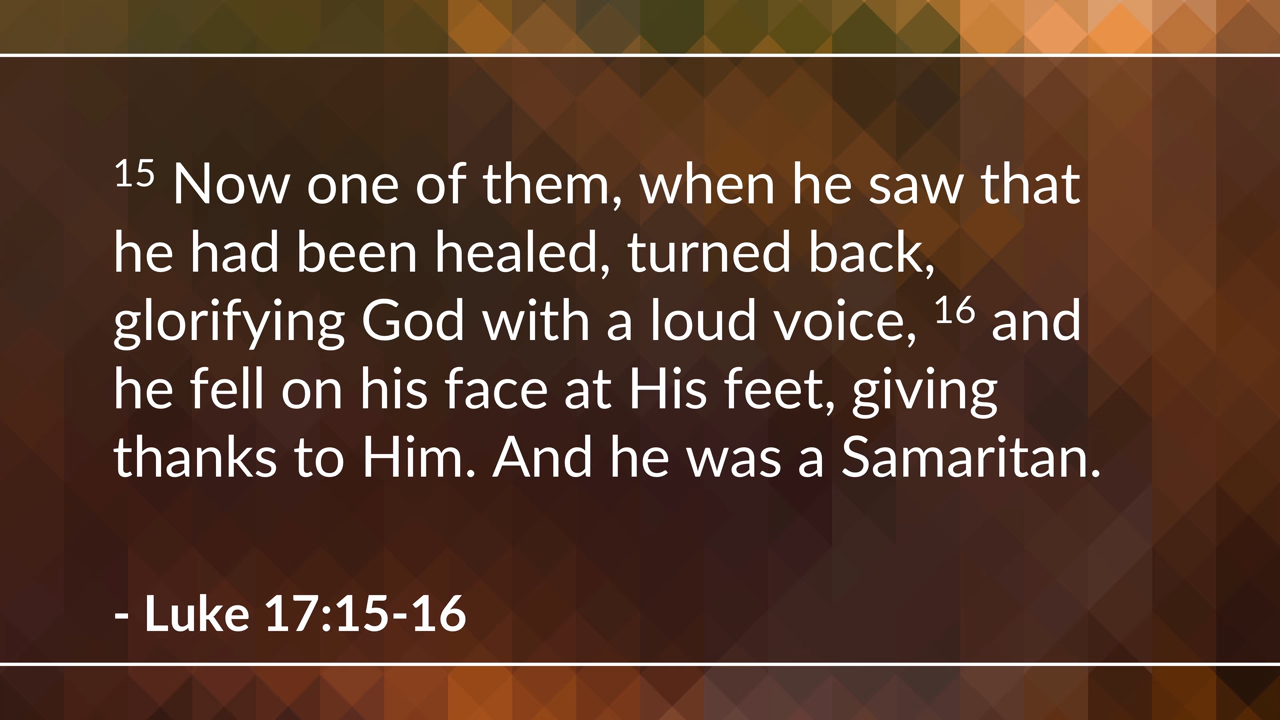 15 Now one of them, when he saw that
he had been healed, turned back,
glorifying God with a loud voice, 16 and
he fell on his face at His feet, giving
thanks to Him. And he was a Samaritan.
- Luke 17:15-16